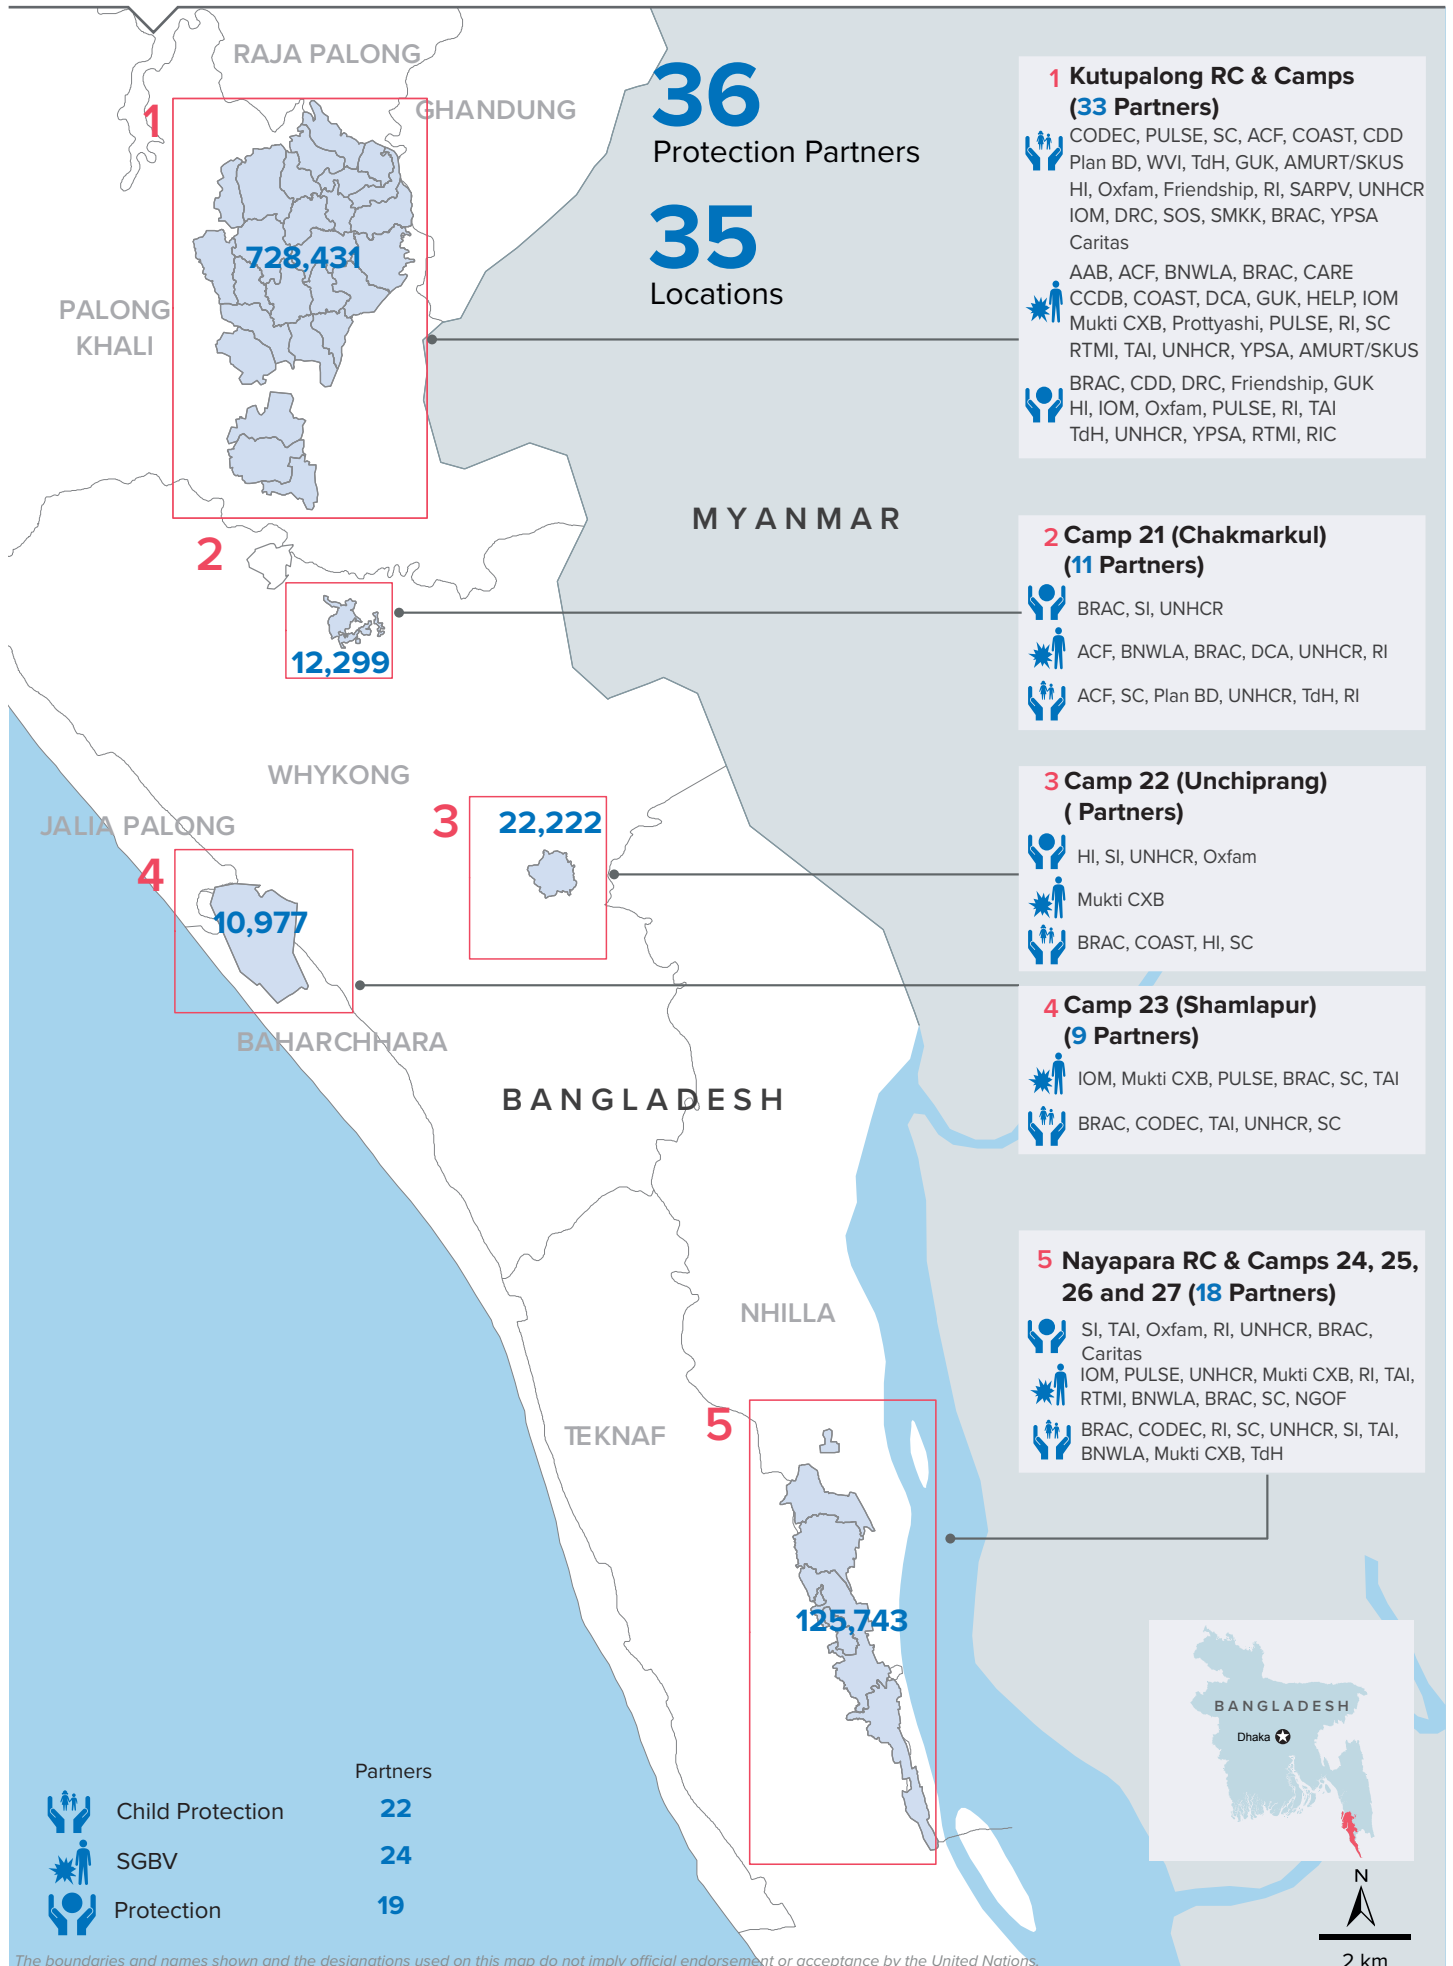 RAJA PALONG
GHANDUNG
1
728,431
PALONG
KHALI
36
Protection Partners
35
Locations
1 Kutupalong RC & Camps
(33 Partners)
CODEC, PULSE, SC, ACF, COAST, CDD
Plan BD, WVI, TdH, GUK, AMURT/SKUS
HI, Oxfam, Friendship, RI, SARPV, UNHCR
IOM, DRC, SOS, SMKK, BRAC, YPSA
Caritas
AAB, ACF, BNWLA, BRAC, CARE
CCDB, COAST, DCA, GUK, HELP, IOM
Mukti CXB, Prottyashi, PULSE, RI, SC
RTMI, TAI, UNHCR, YPSA, AMURT/SKUS
BRAC, CDD, DRC, Friendship, GUK
HI, IOM, Oxfam, PULSE, RI, TAI
TdH, UNHCR, YPSA, RTMI, RIC
MYANMAR
2
12,299
2 Camp 21 (Chakmarkul)
(11 Partners)
BRAC, SI, UNHCR
ACF, BNWLA, BRAC, DCA, UNHCR, RI
ACF, SC, Plan BD, UNHCR, TdH, RI
WHYKONG
JALIA PALONG
3
22,222
4
10,977
BAHARCHHARA
3 Camp 22 (Unchiprang)
( Partners)
HI, SI, UNHCR, Oxfam
Mukti CXB
BRAC, COAST, HI, SC
4 Camp 23 (Shamlapur)
(9 Partners)
IOM, Mukti CXB, PULSE, BRAC, SC, TAI
BRAC, CODEC, TAI, UNHCR, SC
BANGLADESH
NHILLA
TEKNAF
5
125,743
5 Nayapara RC & Camps 24, 25,
26 and 27 (18 Partners)
SI, TAI, Oxfam, RI, UNHCR, BRAC,
Caritas
IOM, PULSE, UNHCR, Mukti CXB, RI, TAI,
RTMI, BNWLA, BRAC, SC, NGOF
BRAC, CODEC, RI, SC, UNHCR, SI, TAI,
BNWLA, Mukti CXB, TdH
BANGLADESH
Dhaka
Partners
Child Protection 22
SGBV 24
Protection 19
N
2 km
The boundaries and names shown and the designations used on this map do not imply official endorsement or acceptance by the United Nations.